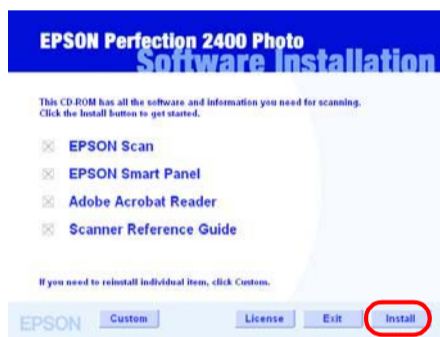 EPSON Perfection 2400 Photo
Software Installation
This CD-ROM has all the software and information you need for scanning.
Click the Install button to get started.
EPSON Scan
EPSON Smart Panel
Adobe Acrobat Reader
Scanner Reference Guide
If you need to reinstall individual item, click Custom.
EPSON
Custom
License
Exit
Install